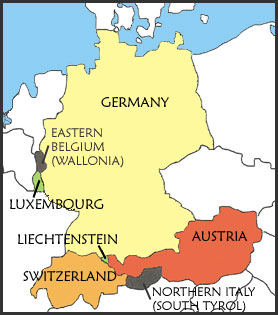 GERMANY
EASTERN
BELGIUM
(WALLONIA)
LUXEMBOURG
LIECHTENSTEIN
AUSTRIA
SWITZERLAND
NORTHERN ITALY
(SOUTH TYROL)